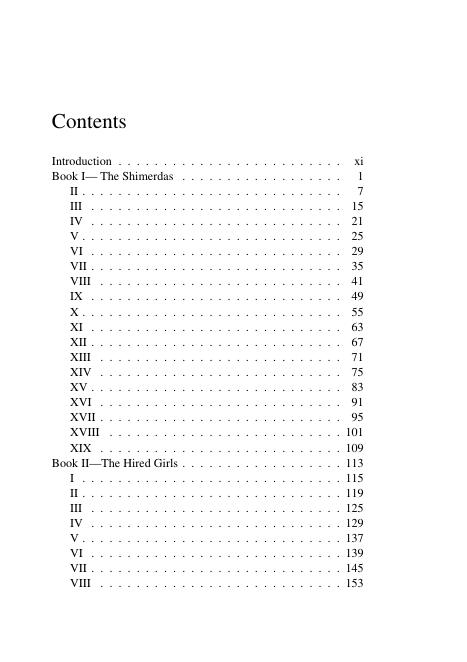 Contents
Introduction . . . . . . . . . . . . . . . . . . . . . . . . . xi
Book I— The Shimerdas . . . . . . . . . . . . . . . . . . 1
II . . . . . . . . . . . . . . . . . . . . . . . . . . . . . 7
III . . . . . . . . . . . . . . . . . . . . . . . . . . . . 15
IV . . . . . . . . . . . . . . . . . . . . . . . . . . . . 21
V . . . . . . . . . . . . . . . . . . . . . . . . . . . . . 25
VI . . . . . . . . . . . . . . . . . . . . . . . . . . . . 29
VII . . . . . . . . . . . . . . . . . . . . . . . . . . . . 35
VIII . . . . . . . . . . . . . . . . . . . . . . . . . . . 41
IX . . . . . . . . . . . . . . . . . . . . . . . . . . . . 49
X . . . . . . . . . . . . . . . . . . . . . . . . . . . . . 55
XI . . . . . . . . . . . . . . . . . . . . . . . . . . . . 63
XII . . . . . . . . . . . . . . . . . . . . . . . . . . . . 67
XIII . . . . . . . . . . . . . . . . . . . . . . . . . . . 71
XIV . . . . . . . . . . . . . . . . . . . . . . . . . . . 75
XV . . . . . . . . . . . . . . . . . . . . . . . . . . . . 83
XVI . . . . . . . . . . . . . . . . . . . . . . . . . . . 91
XVII . . . . . . . . . . . . . . . . . . . . . . . . . . . 95
XVIII . . . . . . . . . . . . . . . . . . . . . . . . . . 101
XIX . . . . . . . . . . . . . . . . . . . . . . . . . . . 109
Book II—The Hired Girls . . . . . . . . . . . . . . . . . . 113
I . . . . . . . . . . . . . . . . . . . . . . . . . . . . . 115
II . . . . . . . . . . . . . . . . . . . . . . . . . . . . . 119
III . . . . . . . . . . . . . . . . . . . . . . . . . . . . 125
IV . . . . . . . . . . . . . . . . . . . . . . . . . . . . 129
V . . . . . . . . . . . . . . . . . . . . . . . . . . . . . 137
VI . . . . . . . . . . . . . . . . . . . . . . . . . . . . 139
VII . . . . . . . . . . . . . . . . . . . . . . . . . . . . 145
VIII . . . . . . . . . . . . . . . . . . . . . . . . . . . 153